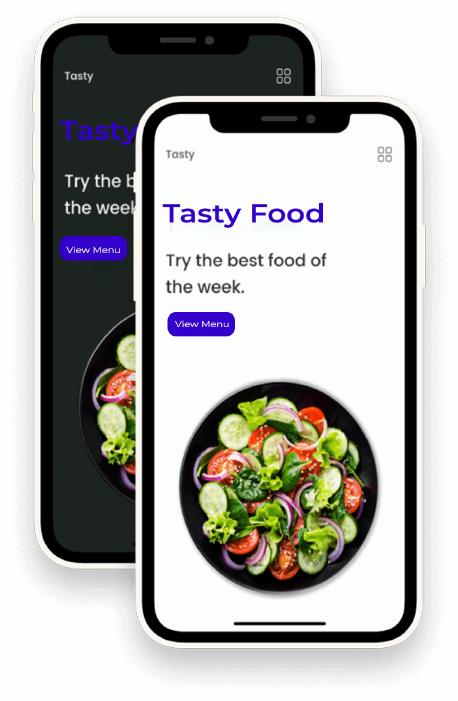 Tasty
Tasty
Try the b
the week
View Menu
Tasty
Tasty Food
Try the best food of
the week.
View Menu